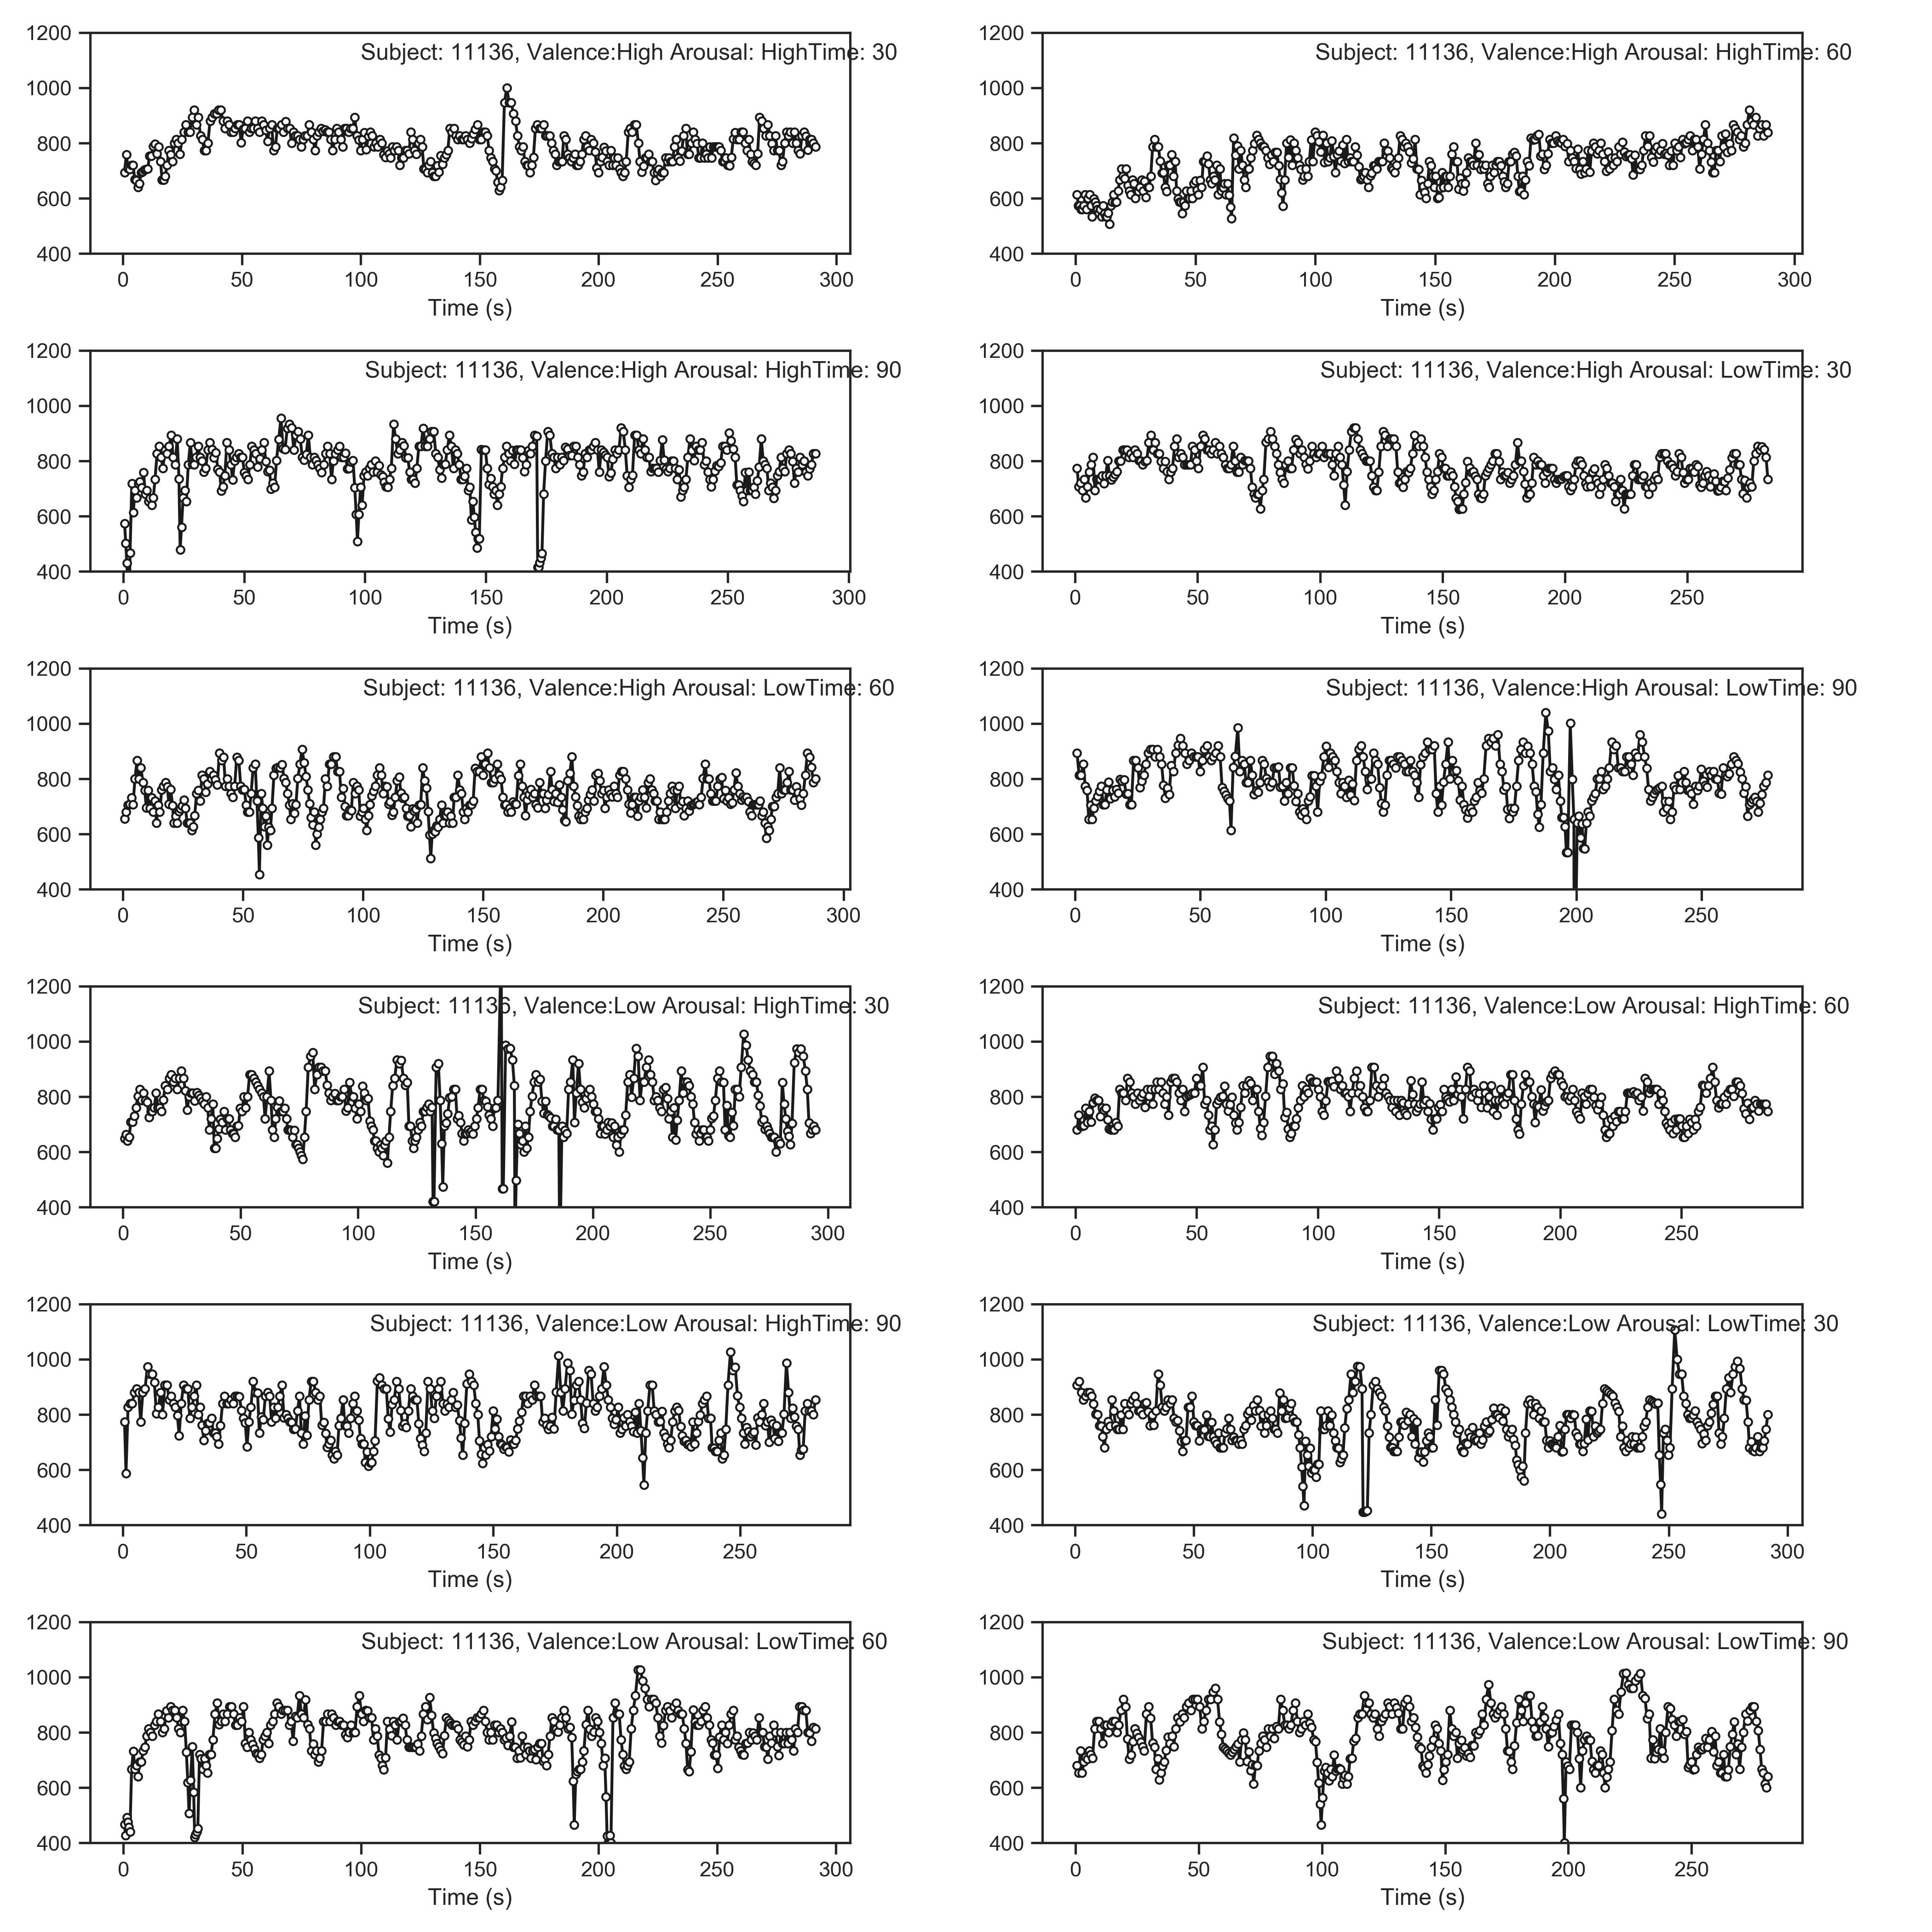 Subject: 11136, Valence:High Arousal: HighTime: 30
1200
1000
800
600
400
0 50 100 150 200 250 300
Time (s)
Subject: 11136, Valence:High Arousal: HighTime: 60
1200
1000
800
600
400
0 50 100 150 200 250 300
Time (s)
Subject: 11136, Valence:High Arousal: HighTime: 90
1200
1000
800
600
400
0 50 100 150 200 250 300
Time (s)
Subject: 11136, Valence:High Arousal: LowTime: 30
1200
1000
800
600
400
0 50 100 150 200 250
Time (s)
Subject: 11136, Valence:High Arousal: LowTime: 60
1200
1000
800
600
400
0 50 100 150 200 250 300
Time (s)
Subject: 11136, Valence:High Arousal: LowTime: 90
1200
1000
800
600
400
0 50 100 150 200 250
Time (s)
Subject: 11136, Valence:Low Arousal: HighTime: 30
1200
1000
800
600
400
0 50 100 150 200 250 300
Time (s)
Subject: 11136, Valence:Low Arousal: HighTime: 60
1200
1000
800
600
400
0 50 100 150 200 250
Time (s)
Subject: 11136, Valence:Low Arousal: HighTime: 90
1200
1000
800
600
400
0 50 100 150 200 250
Time (s)
Subject: 11136, Valence:Low Arousal: LowTime: 30
1200
1000
800
600
400
0 50 100 150 200 250 300
Time (s)
Subject: 11136, Valence:Low Arousal: LowTime: 60
1200
1000
800
600
400
0 50 100 150 200 250 300
Time (s)
Subject: 11136, Valence:Low Arousal: LowTime: 90
1200
1000
800
600
400
0 50 100 150 200 250
Time (s)